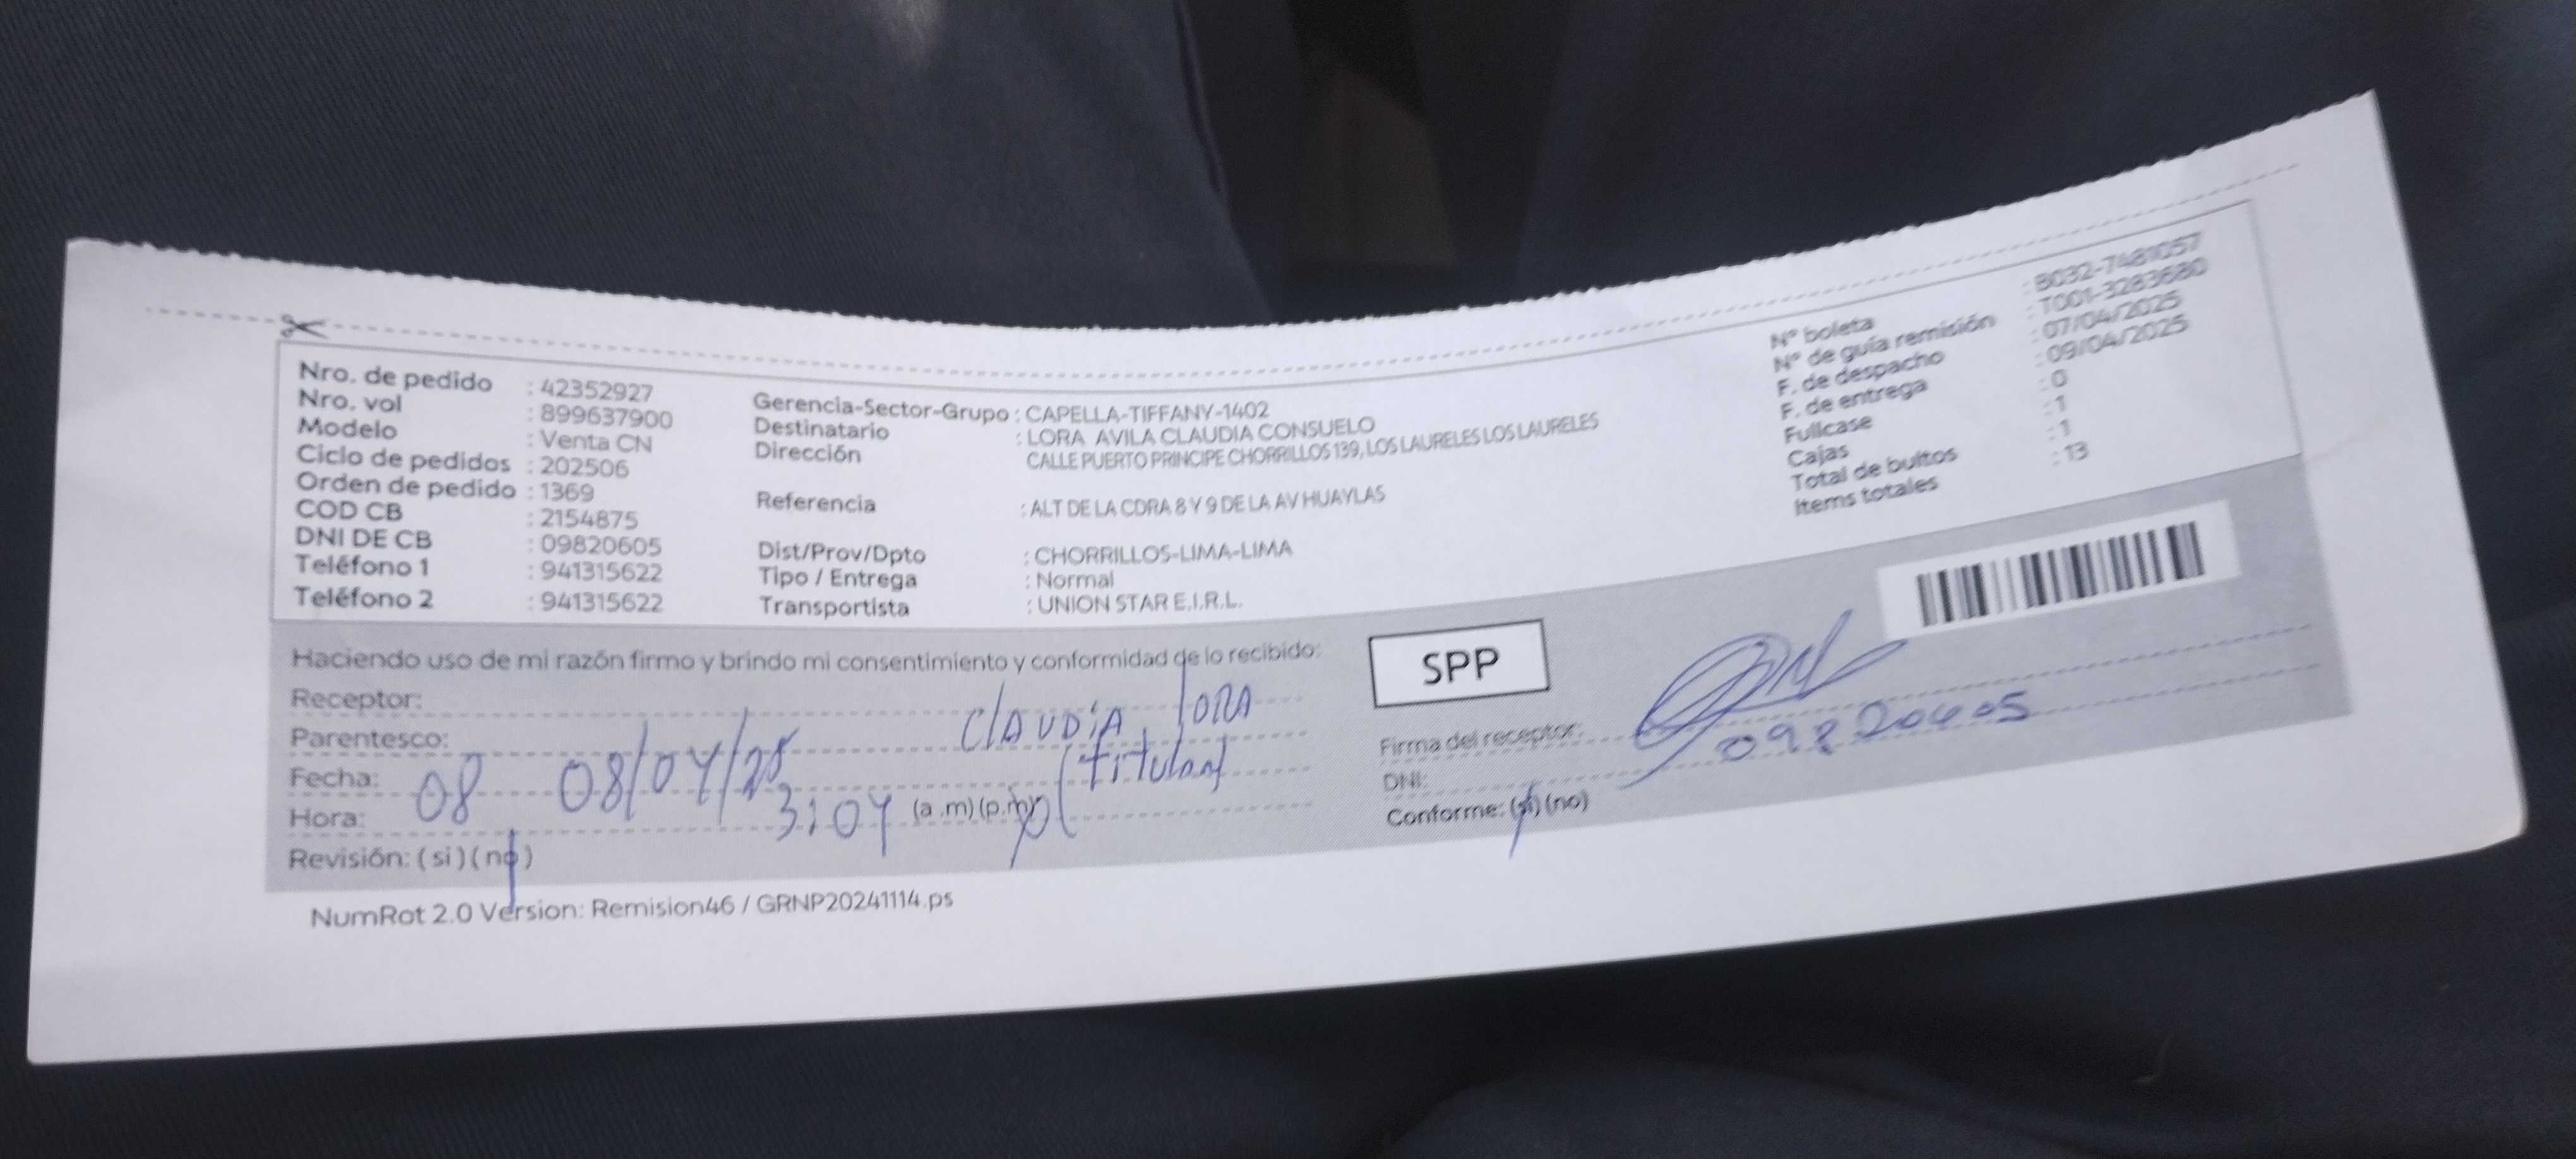 Nro. de pedido : 42352927
Nro. vol : 899637900
Modelo : Venta CN
Ciclo de pedidos : 202506
Orden de pedido : 1369
COD CB : 2154875
DNI DE CB : 09820605
Teléfono 1 : 941315622
Teléfono 2 : 941315622
Gerencia-Sector-Grupo : CAPELLA-TIFFANY-1402
Destinatario : LORA AVILA CLAUDIA CONSUELO
Dirección CALLE PUERTO PRINCIPE CHORRILLOS 139, LOS LAURELES LOS LAURELES
Referencia : ALT DE LA CDRA 8 Y 9 DE LA AV HUAYLAS
Dist/Prov/Dpto : CHORRILLOS-LIMA-LIMA
Tipo / Entrega : Normal
Transportista : UNION STAR E.I.R.L.
N° boleta : B032-7481057
N° de guía remisión : T001-3283680
F. de despacho : 07/04/2025
F. de entrega : 09/04/2025
Fullcase : 0
Cajas : 1
Total de bultos : 1
Items totales : 13
Haciendo uso de mi razón firmo y brindo mi consentimiento y conformidad de lo recibido:
SPP
Receptor: Claudia Lora
Parentesco: (titular)
Fecha: 08 08/04/25
Hora: 3:04 (a.m) (p.m)
Revisión: ( si ) ( no )
Firma del receptor:
DNI: 09820605
Conforme: (si) (no)
NumRot 2.0 Version: Remision46 / GRNP20241114.ps